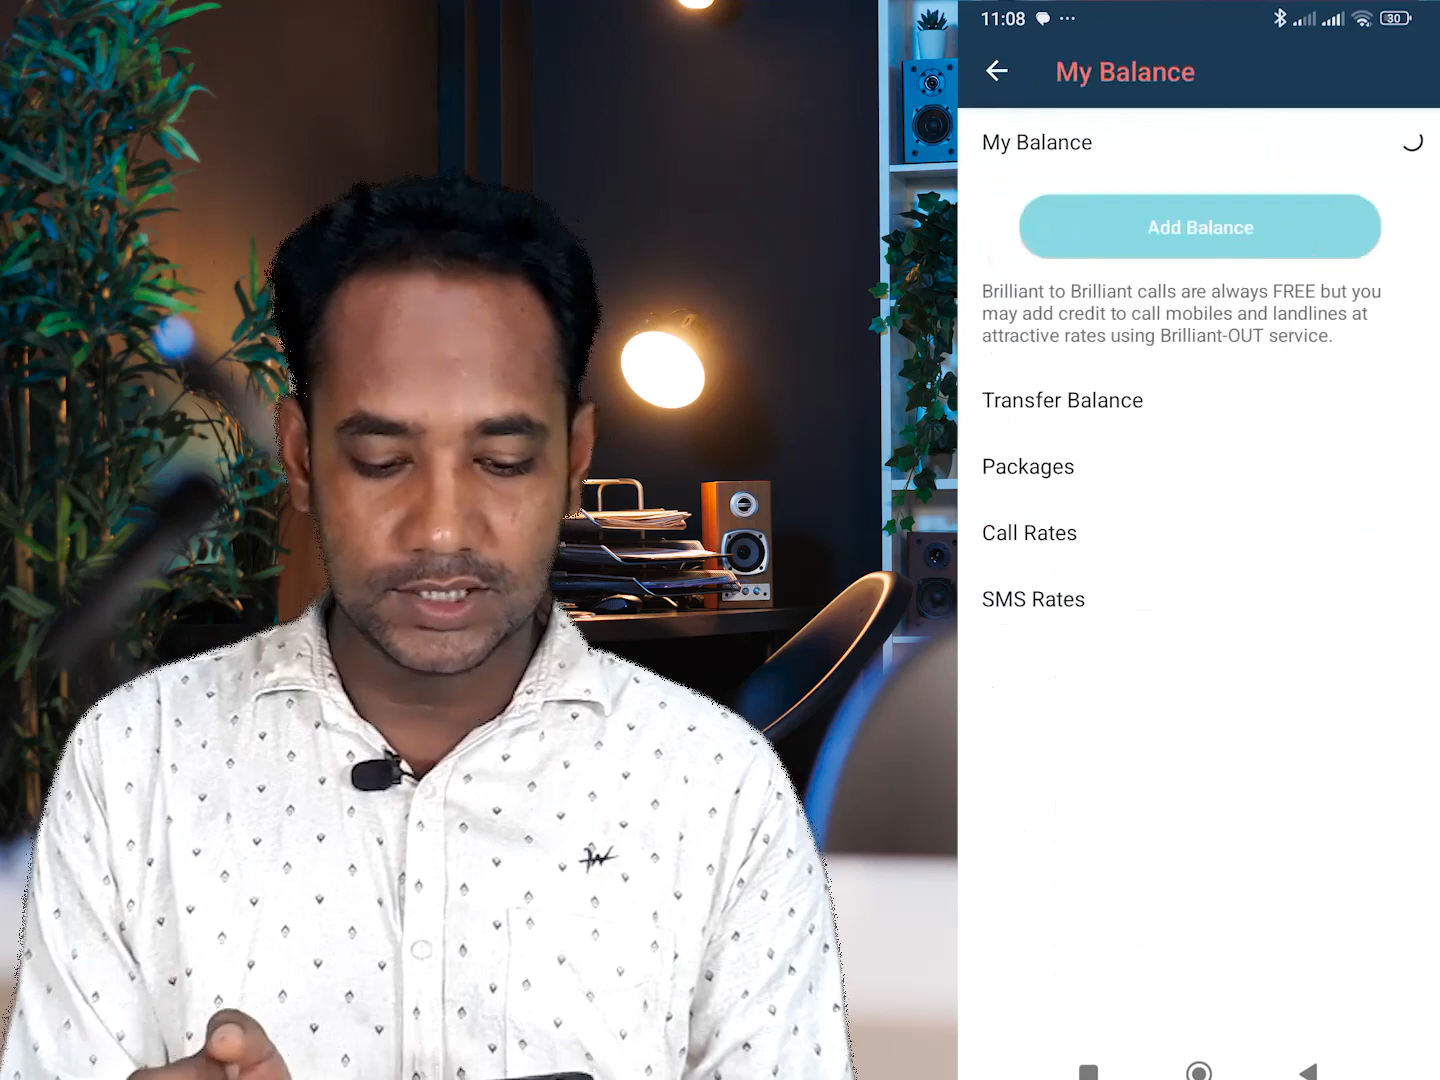 11:08
30
My Balance
My Balance
Add Balance
Brilliant to Brilliant calls are always FREE but you
may add credit to call mobiles and landlines at
attractive rates using Brilliant-OUT service.
Transfer Balance
Packages
Call Rates
SMS Rates